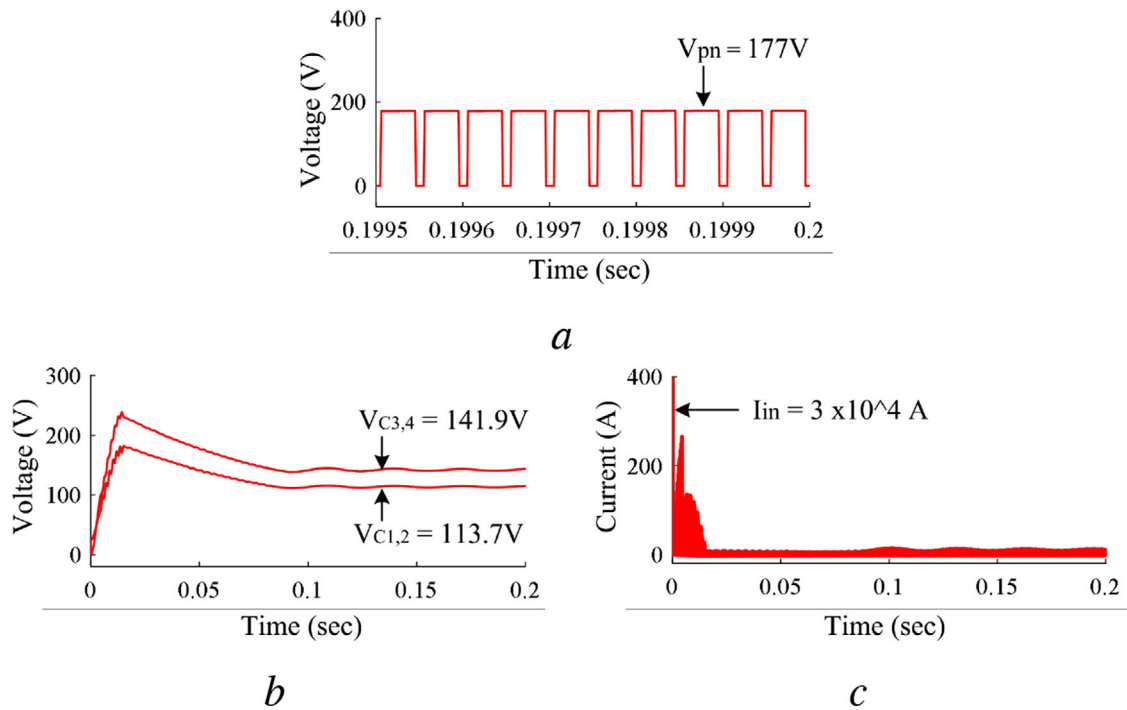 400
Vpn = 177V
Voltage (V)
200
0
0.1995 0.1996 0.1997 0.1998 0.1999 0.2
Time (sec)
a
300
VC3,4 = 141.9V
Voltage (V)
200
100
VC1,2 = 113.7V
0
0 0.05 0.1 0.15 0.2
Time (sec)
b
400
Iin = 3 x10^4 A
Current (A)
200
0
0 0.05 0.1 0.15 0.2
Time (sec)
c